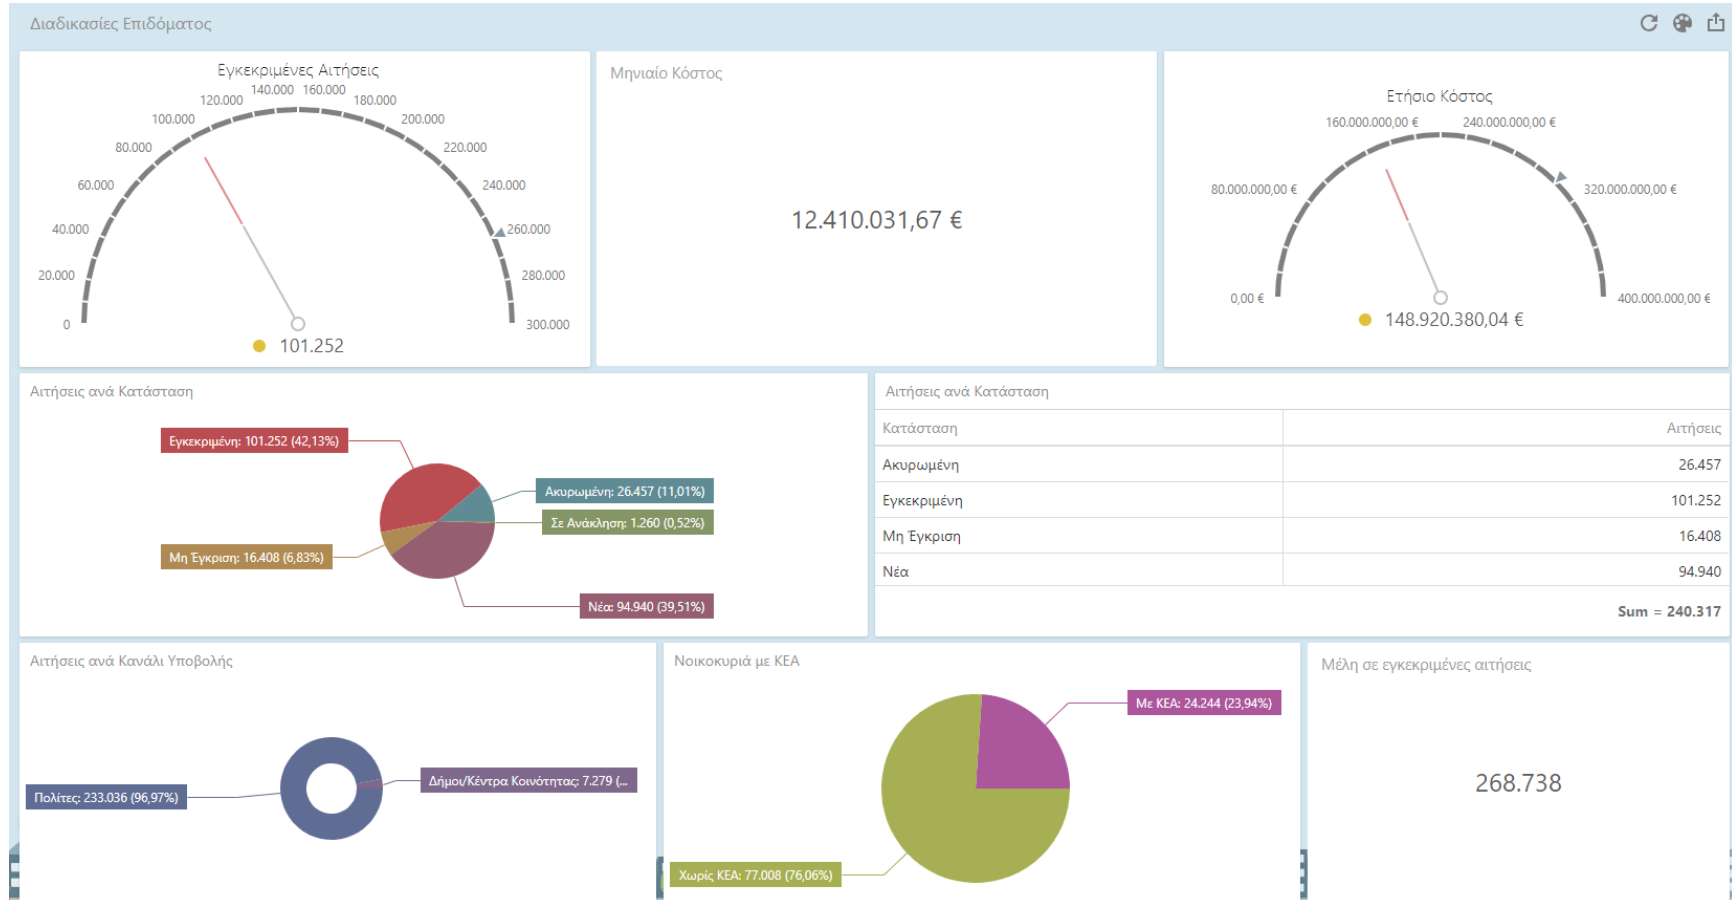 Διαδικασίες Επιδόματος
Εγκεκριμένες Αιτήσεις
0
20.000
40.000
60.000
80.000
100.000
120.000
140.000
160.000
180.000
200.000
220.000
240.000
260.000
280.000
300.000
101.252
Μηνιαίο Κόστος
12.410.031,67 €
Ετήσιο Κόστος
0,00 €
80.000.000,00 €
160.000.000,00 €
240.000.000,00 €
320.000.000,00 €
400.000.000,00 €
148.920.380,04 €
Αιτήσεις ανά Κατάσταση
Εγκεκριμένη: 101.252 (42,13%)
Ακυρωμένη: 26.457 (11,01%)
Σε Ανάκληση: 1.260 (0,52%)
Μη Έγκριση: 16.408 (6,83%)
Νέα: 94.940 (39,51%)
Αιτήσεις ανά Κατάσταση
Κατάσταση Αιτήσεις
Ακυρωμένη 26.457
Εγκεκριμένη 101.252
Μη Έγκριση 16.408
Νέα 94.940
Sum = 240.317
Αιτήσεις ανά Κανάλι Υποβολής
Δήμοι/Κέντρα Κοινότητας: 7.279 (...
Πολίτες: 233.036 (96,97%)
Νοικοκυριά με ΚΕΑ
Με ΚΕΑ: 24.244 (23,94%)
Χωρίς ΚΕΑ: 77.008 (76,06%)
Μέλη σε εγκεκριμένες αιτήσεις
268.738